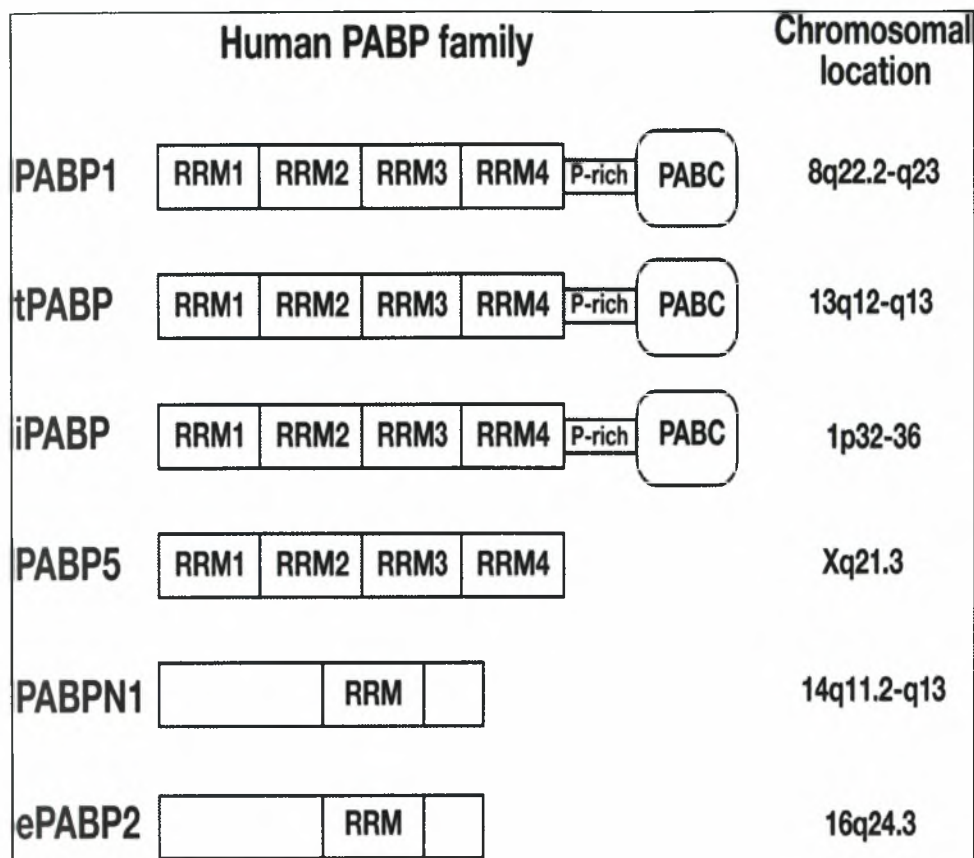 Human PABP family
Chromosomal
location
PABP1 RRM1 RRM2 RRM3 RRM4 P-rich PABC 8q22.2-q23
tPABP RRM1 RRM2 RRM3 RRM4 P-rich PABC 13q12-q13
iPABP RRM1 RRM2 RRM3 RRM4 P-rich PABC 1p32-36
PABP5 RRM1 RRM2 RRM3 RRM4 Xq21.3
PABPN1 RRM 14q11.2-q13
ePABP2 RRM 16q24.3